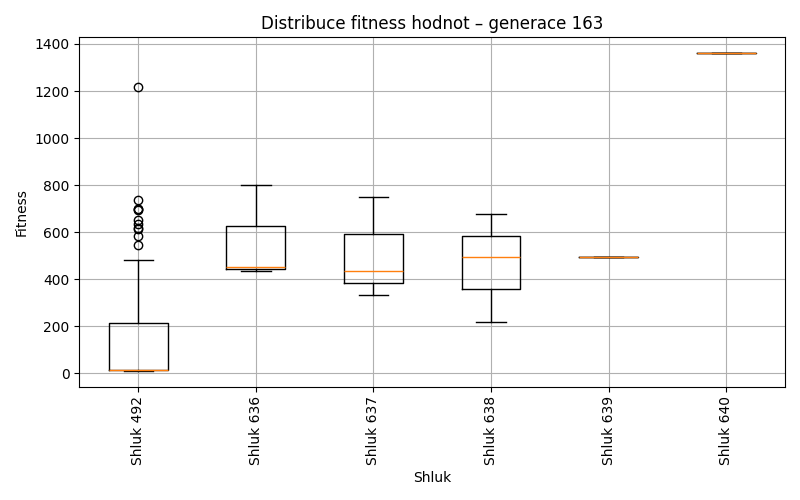 Distribuce fitness hodnot – generace 163
Fitness
1400
1200
1000
800
600
400
200
0
Shluk 492
Shluk 636
Shluk 637
Shluk 638
Shluk 639
Shluk 640
Shluk